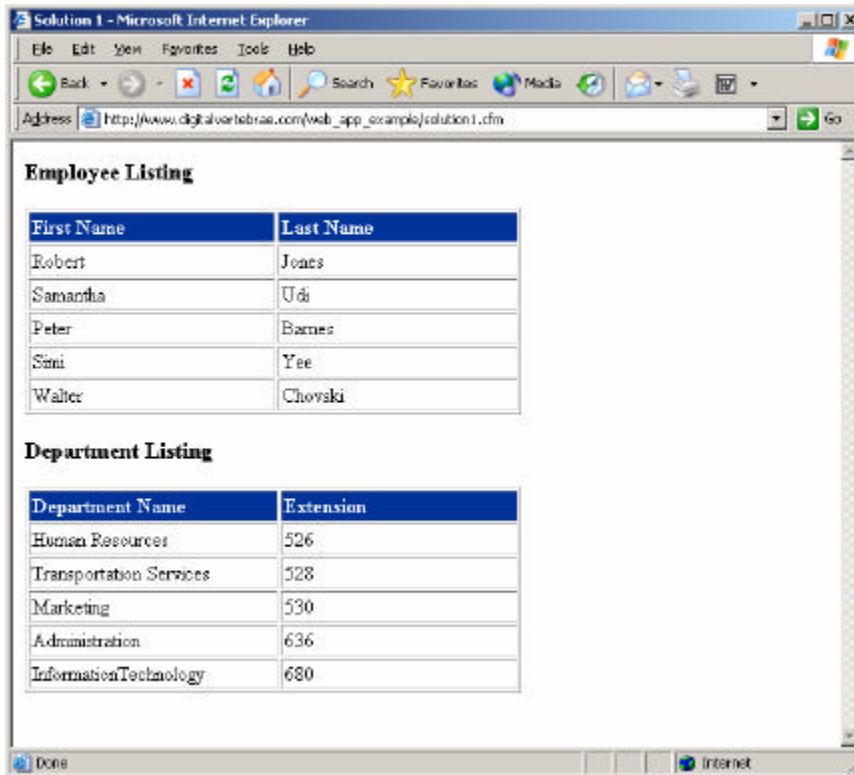 Solution 1 - Microsoft Internet Explorer
File Edit View Favorites Tools Help
Back Search Favorites Media
Address http://www.digitalvertebrae.com/web_app_example/solution1.cfm Go
Employee Listing
First Name Last Name
Robert Jones
Samantha Udi
Peter Barnes
Simi Yee
Walter Chovski
Department Listing
Department Name Extension
Human Resources 526
Transportation Services 528
Marketing 530
Administration 636
InformationTechnology 680
Done Internet